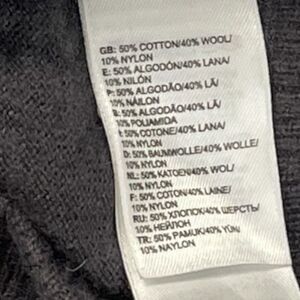 GB: 50% COTTON/40% WOOL/
10% NYLON
E: 50% ALGODÓN/40% LANA/
10% NILÓN
P: 50% ALGODÃO/40% LÃ/
10% NÁILON
B: 50% ALGODÃO/40% LÃ/
10% POLIAMIDA
I: 50% COTONE/40% LANA/
10% NYLON
D: 50% BAUMWOLLE/40% WOLLE/
10% NYLON
NL: 50% KATOEN/40% WOL/
10% NYLON
F: 50% COTON/40% LAINE/
10% NYLON
RU: 50% ХЛОПОК/40% ШЕРСТЬ/
10% НЕЙЛОН
TR: 50% PAMUK/40% YÜN/
10% NAYLON